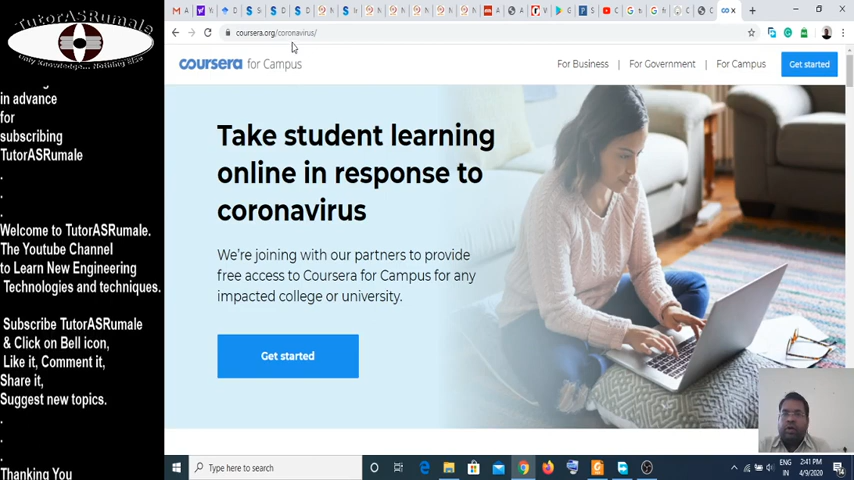 TutorASRumale
Only Knowledge... Nothing Else
in advance
for
subscribing
TutorASRumale
.
.
.
Welcome to TutorASRumale.
The Youtube Channel
to Learn New Engineering
Technologies and techniques.
Subscribe TutorASRumale
& Click on Bell icon,
Like it, Comment it,
Share it,
Suggest new topics.
.
.
.
Thanking You
coursera.org/coronavirus/
coursera for Campus
For Business | For Government | For Campus
Get started
Take student learning
online in response to
coronavirus
We're joining with our partners to provide
free access to Coursera for Campus for any
impacted college or university.
Get started
Type here to search
ENG
IN
2:41 PM
4/9/2020